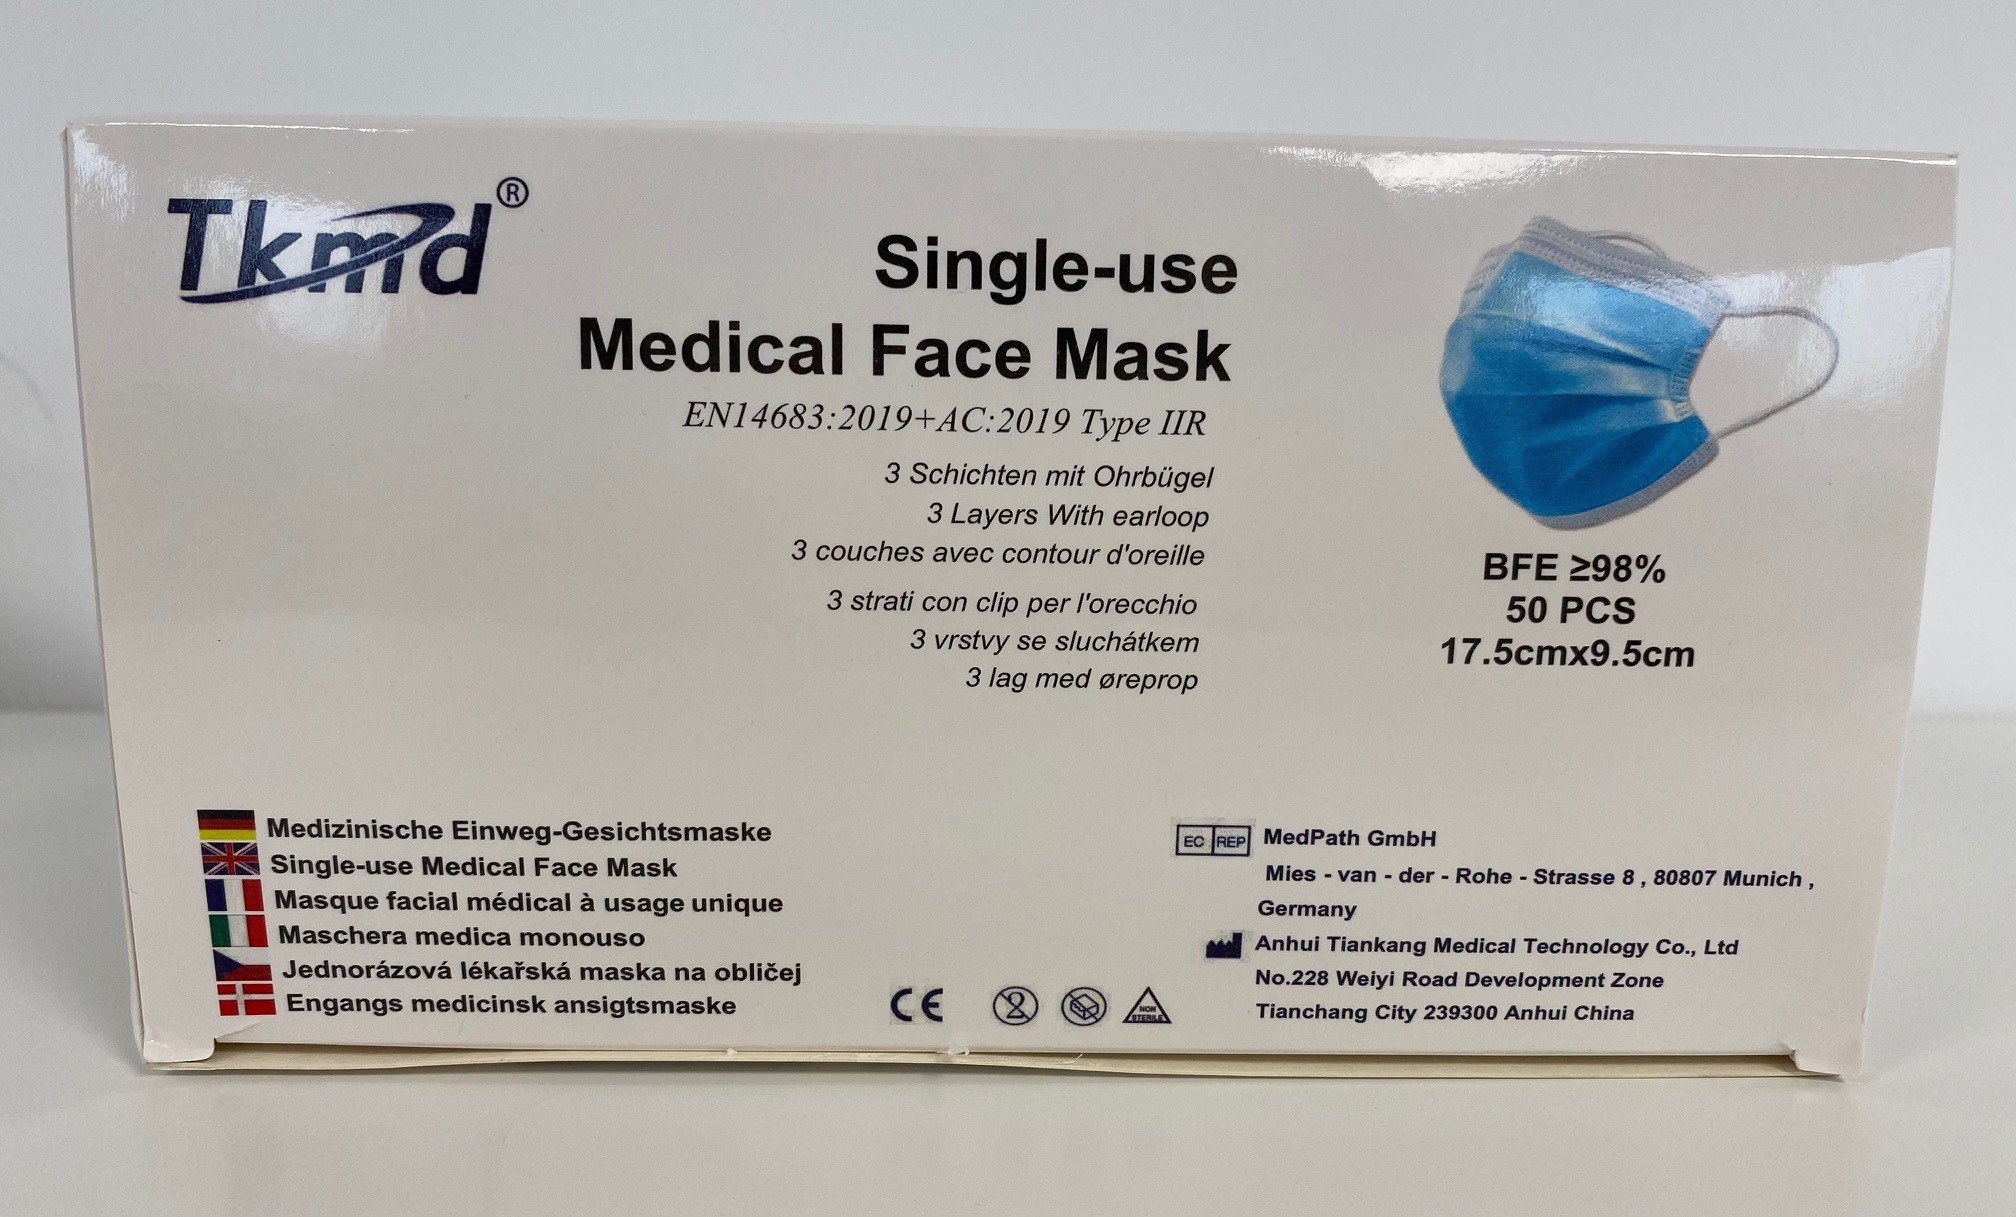 Tkmd®
Single-use
Medical Face Mask
EN14683:2019+AC:2019 Type IIR
3 Schichten mit Ohrbügel
3 Layers With earloop
3 couches avec contour d'oreille
3 strati con clip per l'orecchio
3 vrstvy se sluchátkem
3 lag med øreprop
BFE ≥98%
50 PCS
17.5cmx9.5cm
Medizinische Einweg-Gesichtsmaske
Single-use Medical Face Mask
Masque facial médical à usage unique
Maschera medica monouso
Jednorázová lékařská maska na obličej
Engangs medicinsk ansigtsmaske
CE
2
NON
STERILE
EC REP MedPath GmbH
Mies - van - der - Rohe - Strasse 8 , 80807 Munich ,
Germany
Anhui Tiankang Medical Technology Co., Ltd
No.228 Weiyi Road Development Zone
Tianchang City 239300 Anhui China